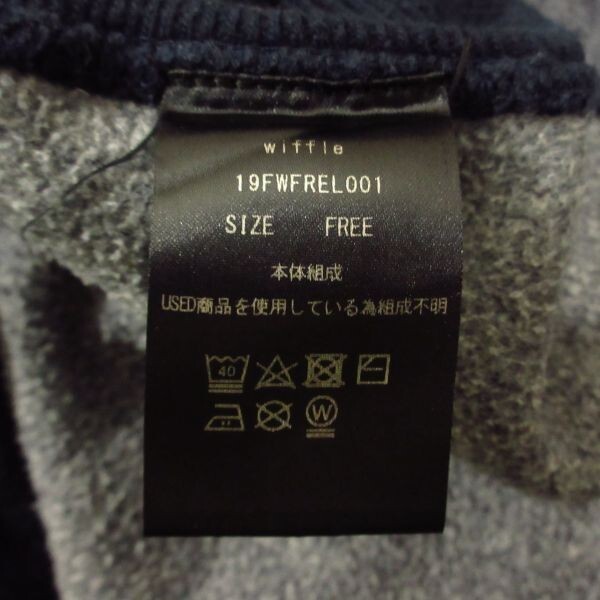 wiffle
19FWFREL001
SIZE FREE
本体組成
USED商品を使用している為組成不明
40
W